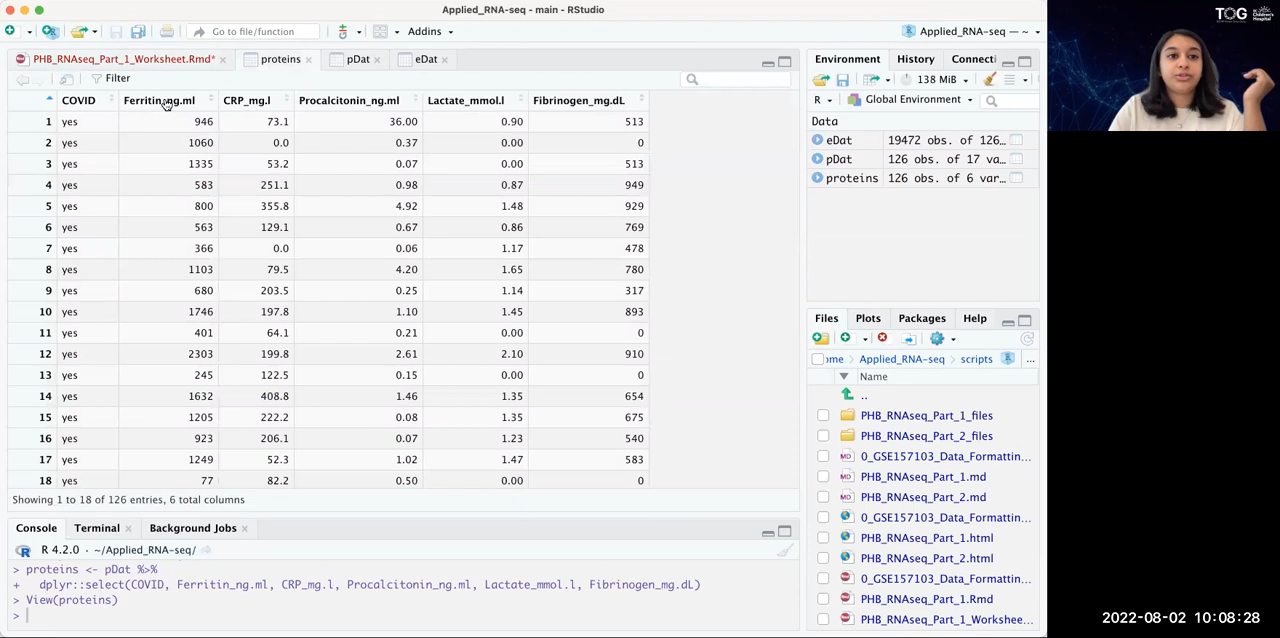 Applied_RNA-seq - main - RStudio
Go to file/function
Addins
Applied_RNA-seq — ~
PHB_RNAseq_Part_1_Worksheet.Rmd*
proteins
pDat
eDat
Filter
COVID Ferritin_ng.ml CRP_mg.l Procalcitonin_ng.ml Lactate_mmol.l Fibrinogen_mg.dL
1 yes 946 73.1 36.00 0.90 513
2 yes 1060 0.0 0.37 0.00 0
3 yes 1335 53.2 0.07 0.00 513
4 yes 583 251.1 0.98 0.87 949
5 yes 800 355.8 4.92 1.48 929
6 yes 563 129.1 0.67 0.86 769
7 yes 366 0.0 0.06 1.17 478
8 yes 1103 79.5 4.20 1.65 780
9 yes 680 203.5 0.25 1.14 317
10 yes 1746 197.8 1.10 1.45 893
11 yes 401 64.1 0.21 0.00 0
12 yes 2303 199.8 2.61 2.10 910
13 yes 245 122.5 0.15 0.00 0
14 yes 1632 408.8 1.46 1.35 654
15 yes 1205 222.2 0.08 1.35 675
16 yes 923 206.1 0.07 1.23 540
17 yes 1249 52.3 1.02 1.47 583
18 yes 77 82.2 0.50 0.00 0
Showing 1 to 18 of 126 entries, 6 total columns
Console
Terminal
Background Jobs
R 4.2.0 · ~/Applied_RNA-seq/
> proteins <- pDat %>%
+ dplyr::select(COVID, Ferritin_ng.ml, CRP_mg.l, Procalcitonin_ng.ml, Lactate_mmol.l, Fibrinogen_mg.dL)
> View(proteins)
>
Environment
History
Connecti
138 MiB
R
Global Environment
Data
eDat 19472 obs. of 126…
pDat 126 obs. of 17 va…
proteins 126 obs. of 6 var…
Files
Plots
Packages
Help
ome > Applied_RNA-seq > scripts
...
Name
..
PHB_RNAseq_Part_1_files
PHB_RNAseq_Part_2_files
0_GSE157103_Data_Formattin...
PHB_RNAseq_Part_1.md
PHB_RNAseq_Part_2.md
0_GSE157103_Data_Formattin...
PHB_RNAseq_Part_1.html
PHB_RNAseq_Part_2.html
0_GSE157103_Data_Formattin...
PHB_RNAseq_Part_1.Rmd
PHB_RNAseq_Part_1_Workshee...
TOG
BC Children's Hospital
2022-08-02 10:08:28